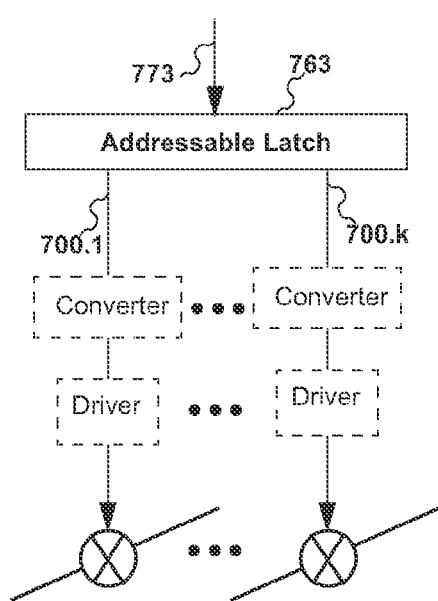 773
763
Addressable Latch
700.1
700.k
Converter
Converter
Driver
Driver